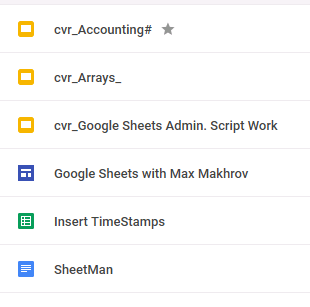 cvr_Accounting#
cvr_Arrays_
cvr_Google Sheets Admin. Script Work
Google Sheets with Max Makhrov
Insert TimeStamps
SheetMan